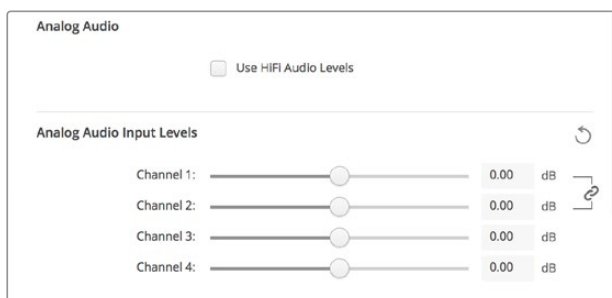 Analog Audio
Use HiFi Audio Levels
Analog Audio Input Levels
Channel 1: 0.00 dB
Channel 2: 0.00 dB
Channel 3: 0.00 dB
Channel 4: 0.00 dB